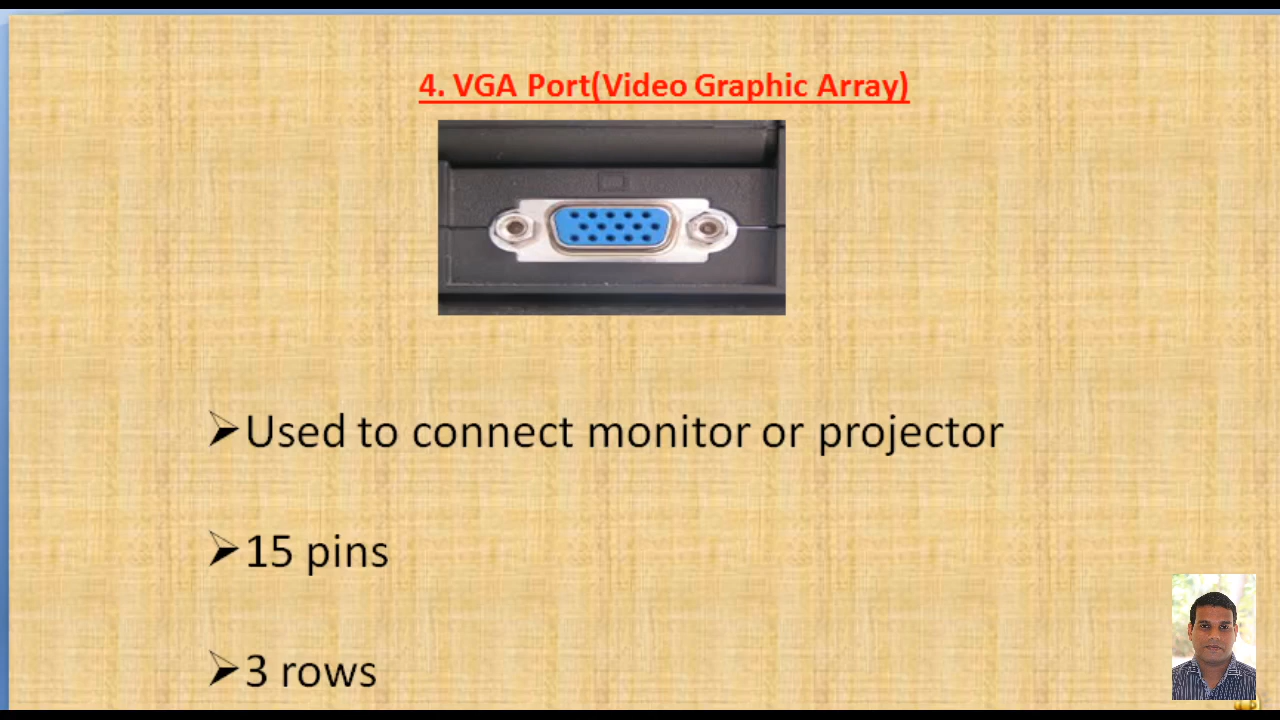 4. VGA Port(Video Graphic Array)
➢Used to connect monitor or projector
➢15 pins
➢3 rows